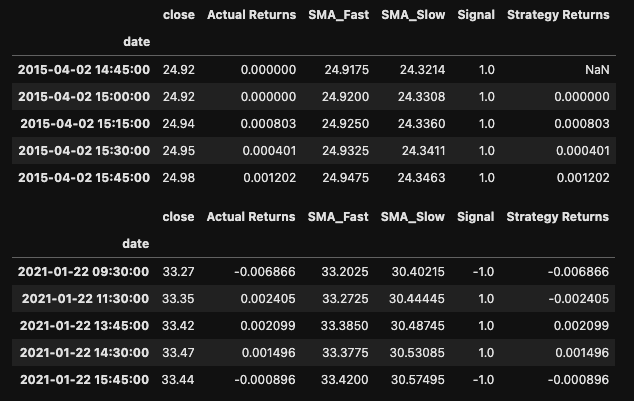 close Actual Returns SMA_Fast SMA_Slow Signal Strategy Returns
date
2015-04-02 14:45:00 24.92 0.000000 24.9175 24.3214 1.0 NaN
2015-04-02 15:00:00 24.92 0.000000 24.9200 24.3308 1.0 0.000000
2015-04-02 15:15:00 24.94 0.000803 24.9250 24.3360 1.0 0.000803
2015-04-02 15:30:00 24.95 0.000401 24.9325 24.3411 1.0 0.000401
2015-04-02 15:45:00 24.98 0.001202 24.9475 24.3463 1.0 0.001202
close Actual Returns SMA_Fast SMA_Slow Signal Strategy Returns
date
2021-01-22 09:30:00 33.27 -0.006866 33.2025 30.40215 -1.0 -0.006866
2021-01-22 11:30:00 33.35 0.002405 33.2725 30.44445 1.0 -0.002405
2021-01-22 13:45:00 33.42 0.002099 33.3850 30.48745 1.0 0.002099
2021-01-22 14:30:00 33.47 0.001496 33.3775 30.53085 1.0 0.001496
2021-01-22 15:45:00 33.44 -0.000896 33.4200 30.57495 -1.0 -0.000896